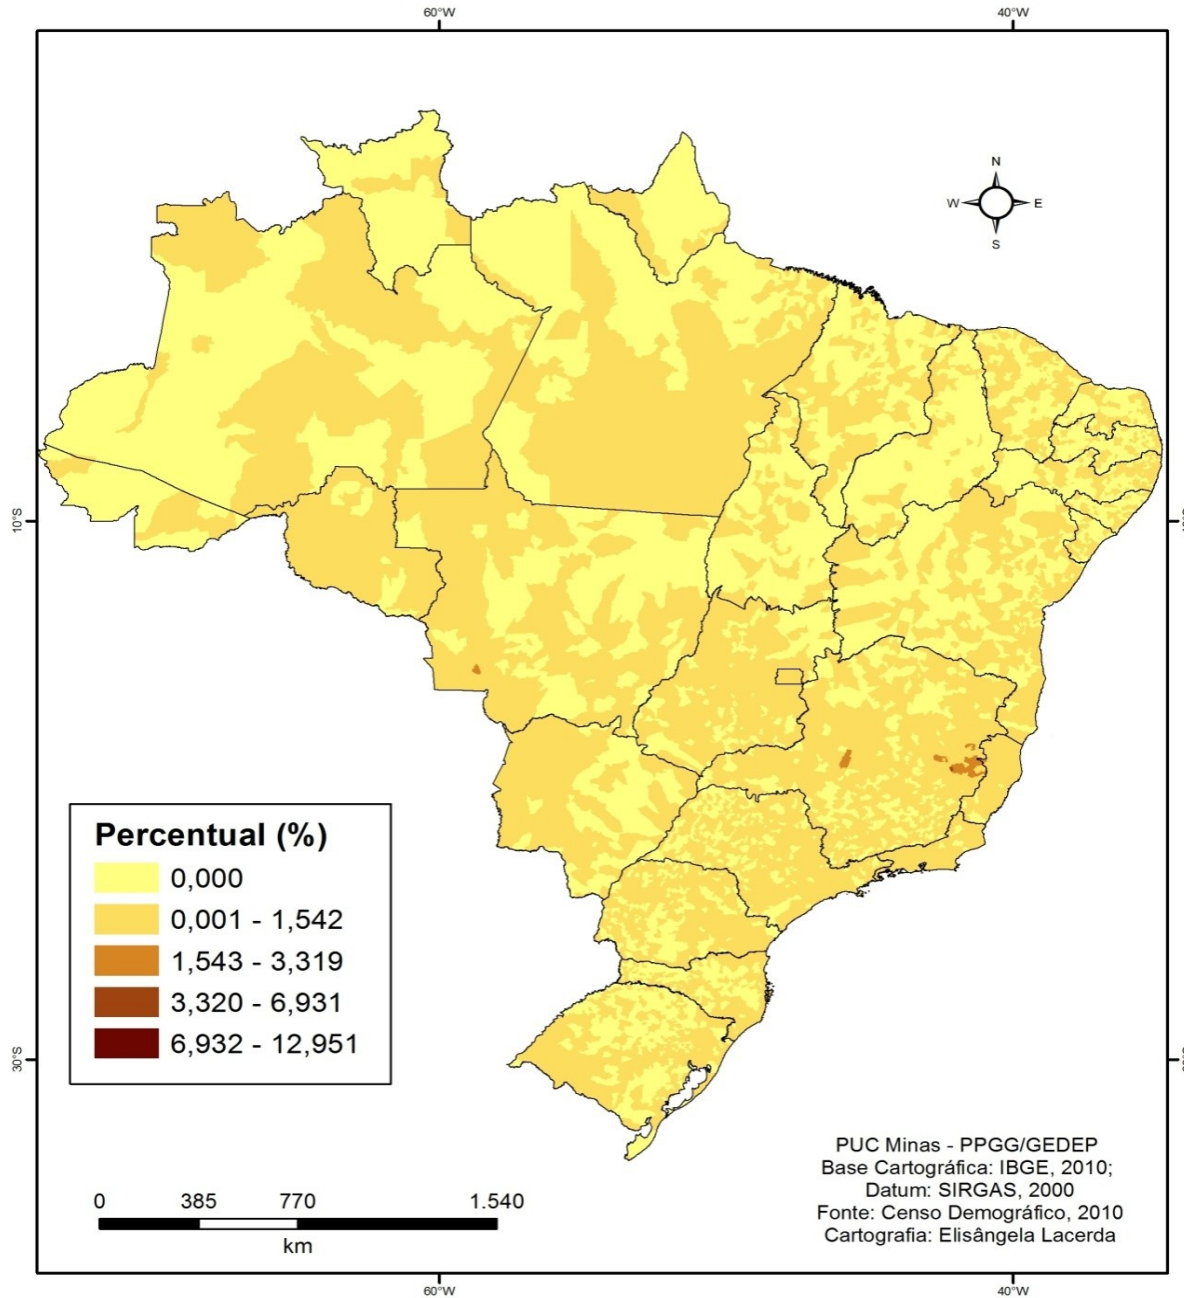 60°W 40°W
N
W E
S
10°S
Percentual (%)
0,000
0,001 - 1,542
1,543 - 3,319
3,320 - 6,931
6,932 - 12,951
30°S
PUC Minas - PPGG/GEDEP
Base Cartográfica: IBGE, 2010;
Datum: SIRGAS, 2000
Fonte: Censo Demográfico, 2010
Cartografia: Elisângela Lacerda
0 385 770 1.540
km
60°W 40°W